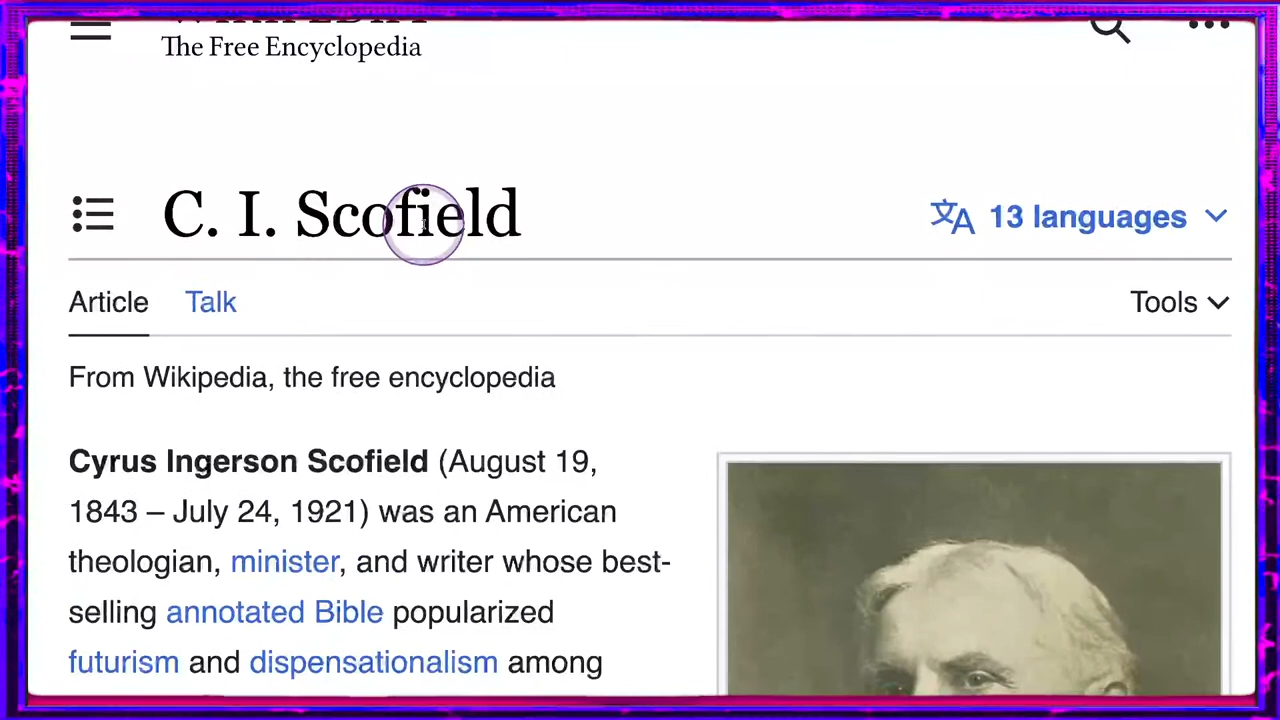 The Free Encyclopedia
C. I. Scofield
13 languages
Article Talk Tools
From Wikipedia, the free encyclopedia
Cyrus Ingerson Scofield (August 19,
1843 – July 24, 1921) was an American
theologian, minister, and writer whose best-
selling annotated Bible popularized
futurism and dispensationalism among